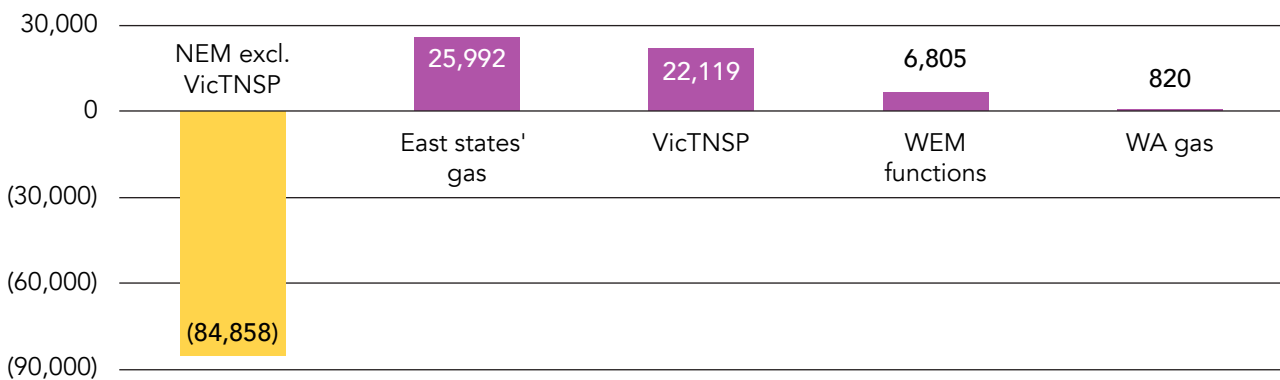 30,000
0
(30,000)
(60,000)
(90,000)
NEM excl.
VicTNSP
(84,858)
25,992
East states'
gas
22,119
VicTNSP
6,805
WEM
functions
820
WA gas